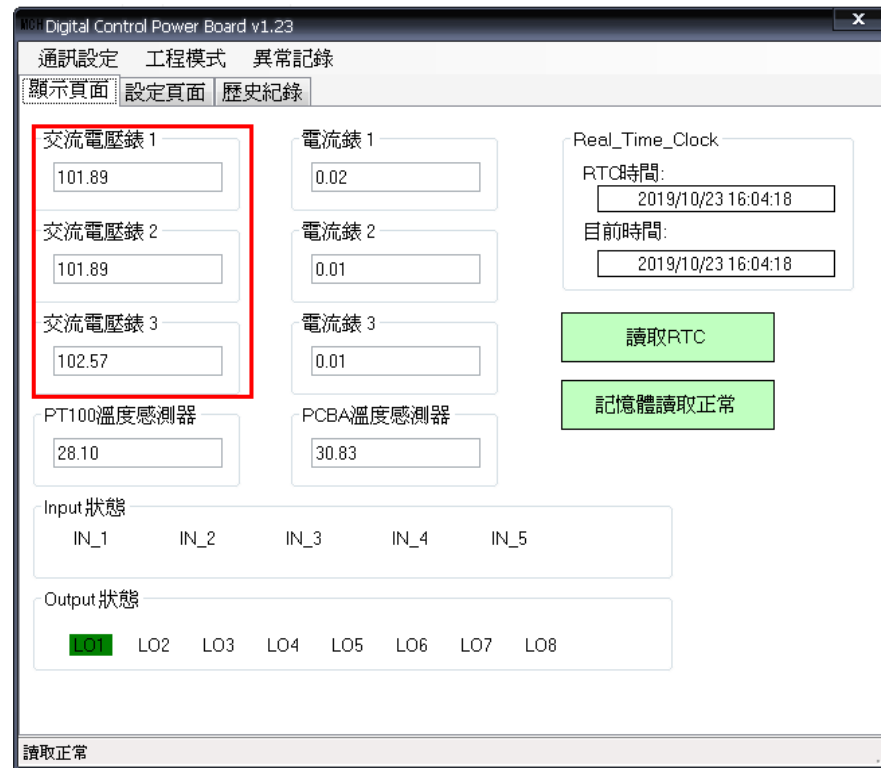 MCH Digital Control Power Board v1.23
X
通訊設定 工程模式 異常記錄
顯示頁面 設定頁面 歷史紀錄
交流電壓錶 1
101.89
電流錶 1
0.02
Real_Time_Clock
RTC時間:
2019/10/23 16:04:18
目前時間:
2019/10/23 16:04:18
交流電壓錶 2
101.89
電流錶 2
0.01
交流電壓錶 3
102.57
電流錶 3
0.01
讀取RTC
記憶體讀取正常
PT100溫度感測器
28.10
PCBA溫度感測器
30.83
Input 狀態
IN_1 IN_2 IN_3 IN_4 IN_5
Output 狀態
LO1 LO2 LO3 LO4 LO5 LO6 LO7 LO8
讀取正常